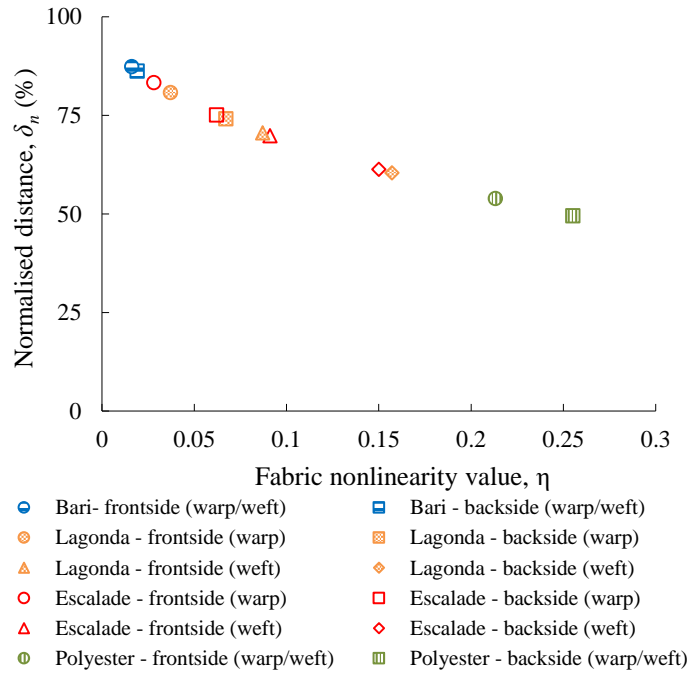 100
75
50
25
0
Normalised distance, δn (%)
0 0.05 0.1 0.15 0.2 0.25 0.3
Fabric nonlinearity value, η
Bari- frontside (warp/weft) Bari - backside (warp/weft)
Lagonda - frontside (warp) Lagonda - backside (warp)
Lagonda - frontside (weft) Lagonda - backside (weft)
Escalade - frontside (warp) Escalade - backside (warp)
Escalade - frontside (weft) Escalade - backside (weft)
Polyester - frontside (warp/weft) Polyester - backside (warp/weft)